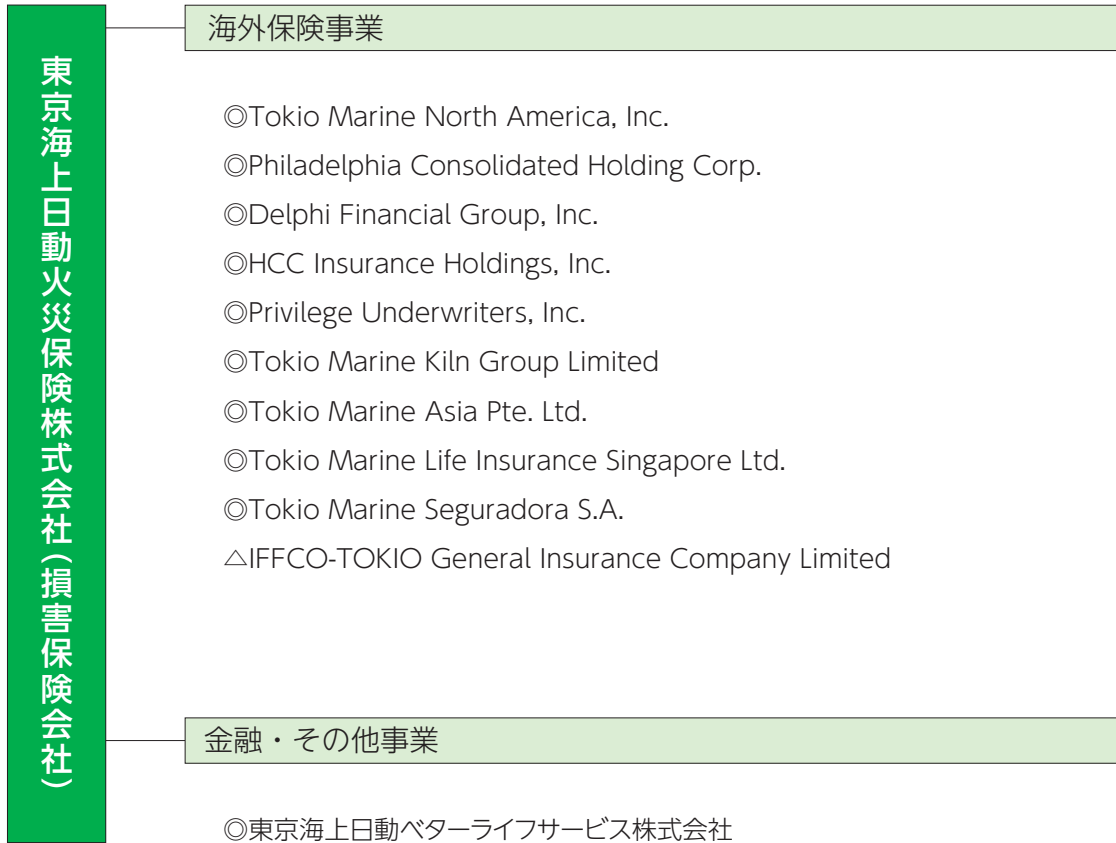 東京海上日動火災保険株式会社(損害保険会社)
海外保険事業
◎Tokio Marine North America, Inc.
◎Philadelphia Consolidated Holding Corp.
◎Delphi Financial Group, Inc.
◎HCC Insurance Holdings, Inc.
◎Privilege Underwriters, Inc.
◎Tokio Marine Kiln Group Limited
◎Tokio Marine Asia Pte. Ltd.
◎Tokio Marine Life Insurance Singapore Ltd.
◎Tokio Marine Seguradora S.A.
△IFFCO-TOKIO General Insurance Company Limited
金融・その他事業
◎東京海上日動ベターライフサービス株式会社